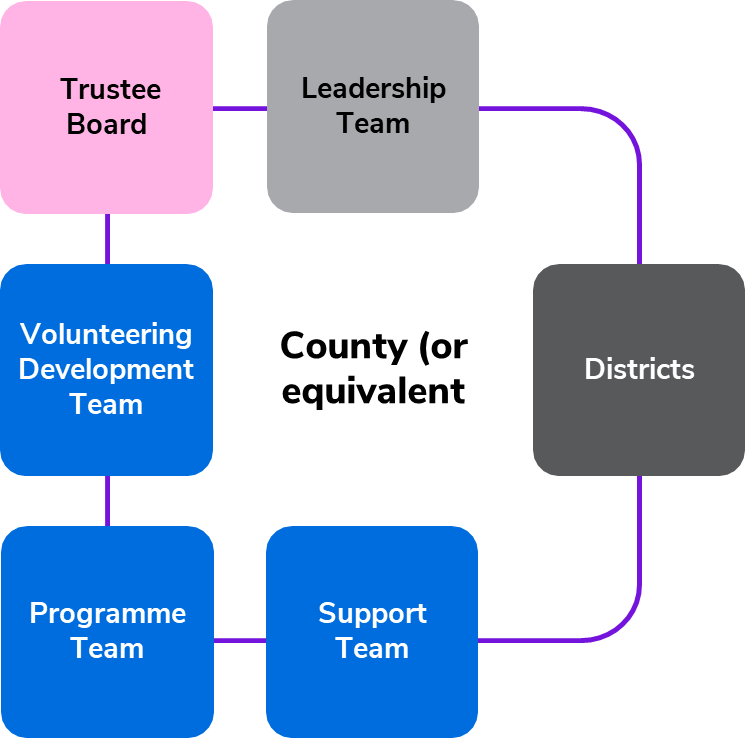 Trustee
Board
Leadership
Team
Volunteering
Development
Team
County (or
equivalent
Districts
Programme
Team
Support
Team